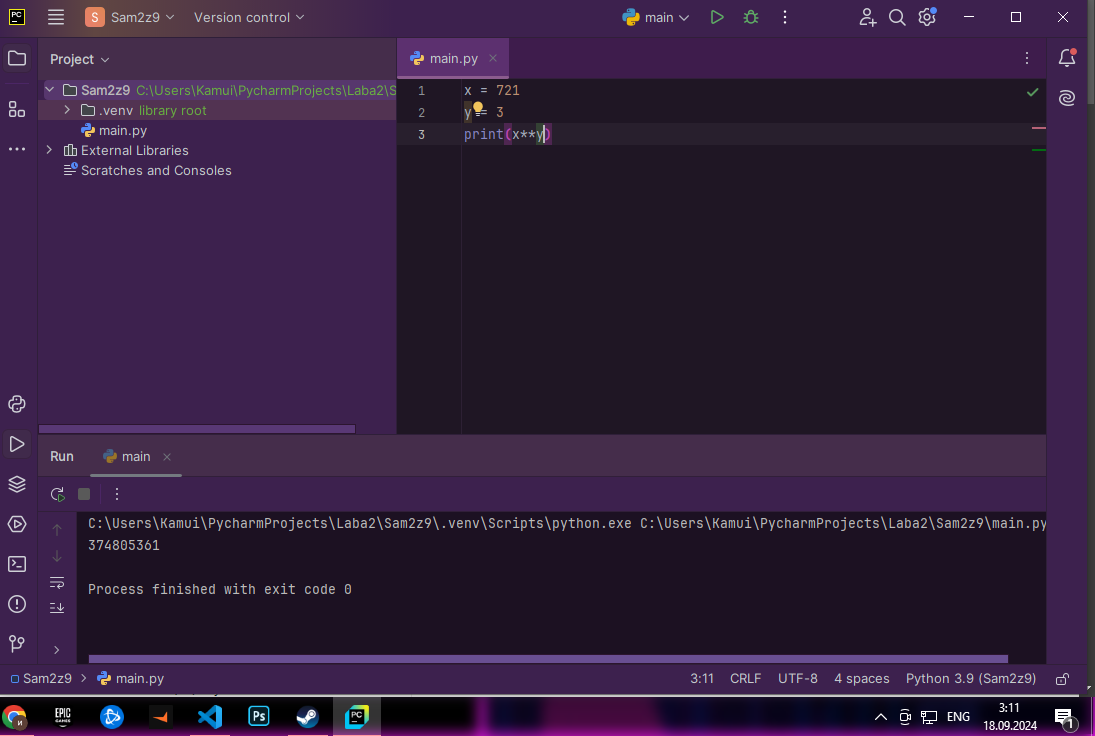 PC S Sam2z9 Version control main
Project main.py
Sam2z9 C:\Users\Kamui\PycharmProjects\Laba2\S
.venv library root
main.py
External Libraries
Scratches and Consoles
1 x = 721
2 y = 3
3 print(x**y)
Run main
C:\Users\Kamui\PycharmProjects\Laba2\Sam2z9\.venv\Scripts\python.exe C:\Users\Kamui\PycharmProjects\Laba2\Sam2z9\main.py
374805361
Process finished with exit code 0
Sam2z9 main.py 3:11 CRLF UTF-8 4 spaces Python 3.9 (Sam2z9)
И EPIC GAMES Ps PC ENG 3:11
18.09.2024 1